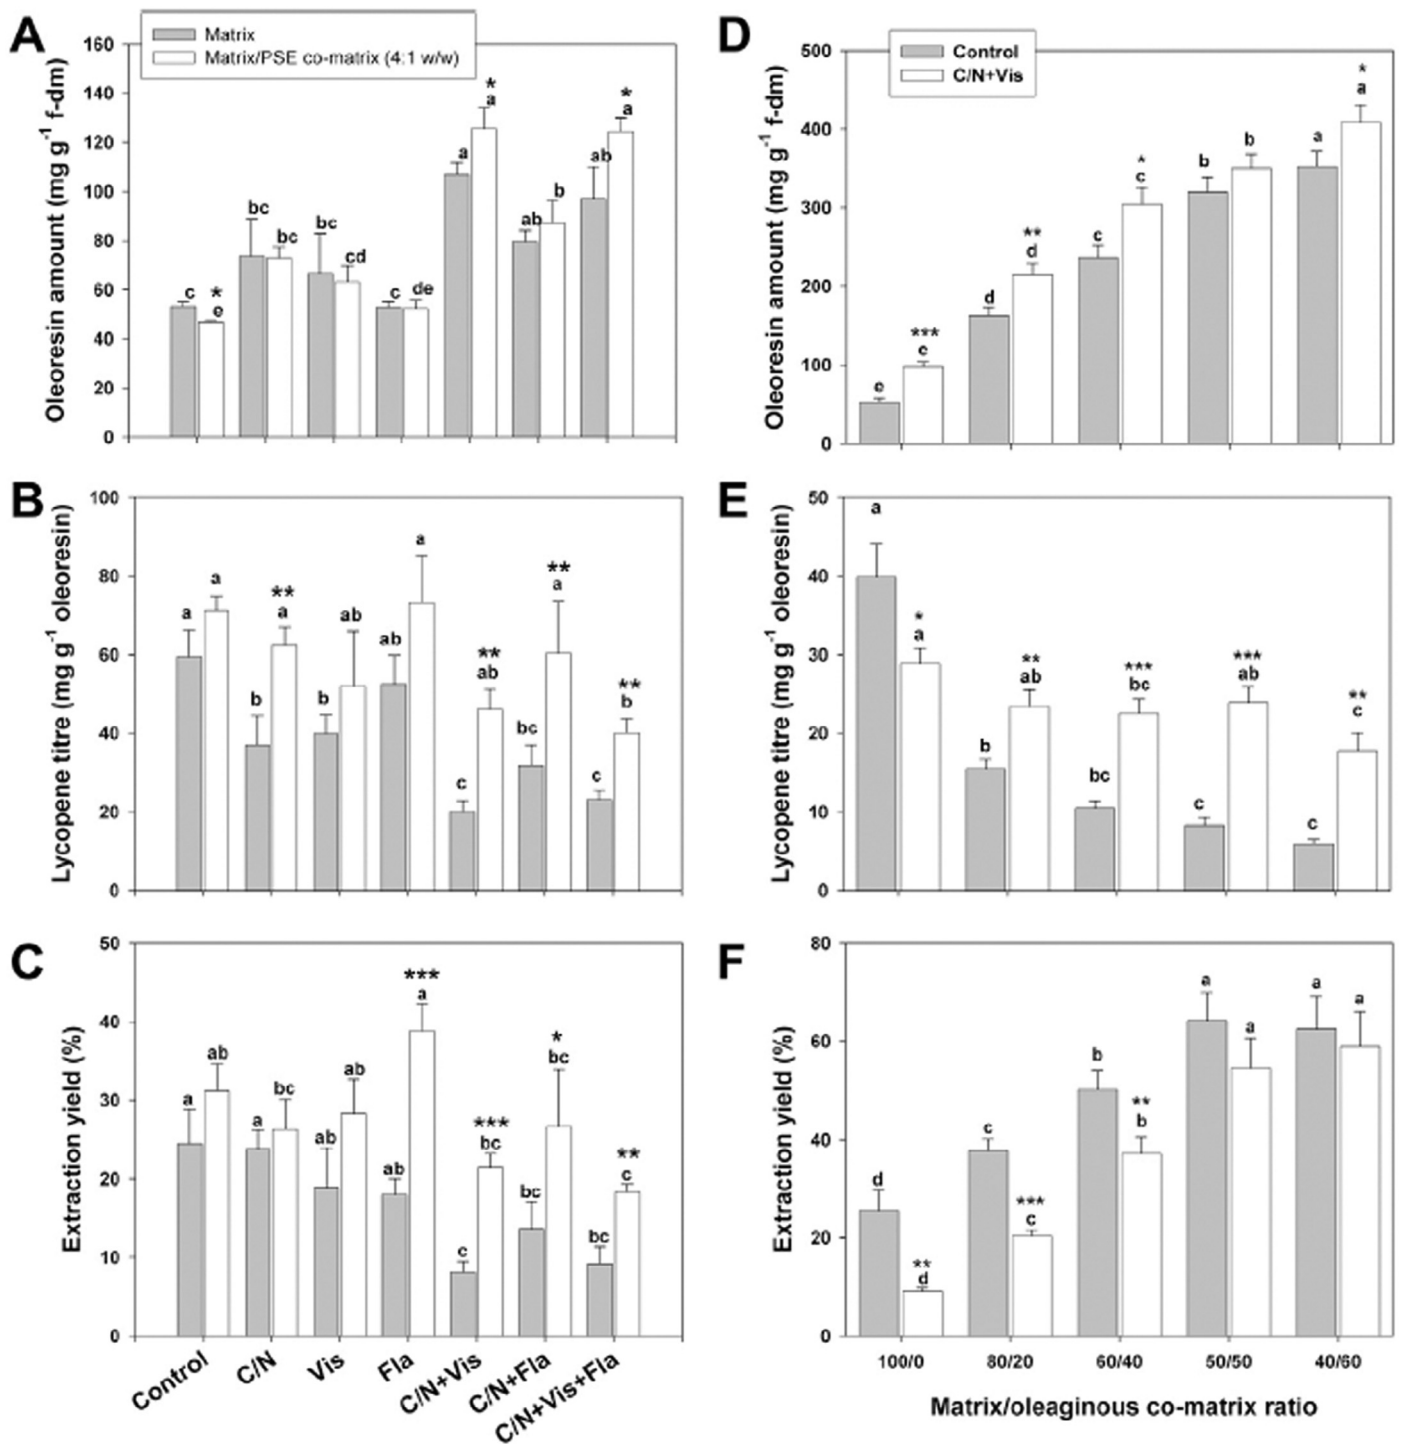 A
Matrix
Matrix/PSE co-matrix (4:1 w/w)
Oleoresin amount (mg g⁻¹ f-dm)
160
140
120
100
80
60
40
20
0
c
*
e
bc
bc
bc
cd
c
de
a
*
a
ab
b
ab
*
a
B
Lycopene titre (mg g⁻¹ oleoresin)
100
80
60
40
20
0
a
a
b
**
a
b
ab
ab
a
c
**
ab
bc
**
a
c
**
b
C
Extraction yield (%)
50
40
30
20
10
0
a
ab
a
bc
ab
ab
ab
***
a
c
***
bc
bc
*
bc
bc
**
c
Control
C/N
Vis
Fla
C/N+Vis
C/N+Fla
C/N+Vis+Fla
D
Control
C/N+Vis
Oleoresin amount (mg g⁻¹ f-dm)
500
400
300
200
100
0
e
***
e
d
**
d
c
*
c
b
b
a
*
a
E
Lycopene titre (mg g⁻¹ oleoresin)
50
40
30
20
10
0
a
*
a
b
**
ab
bc
***
bc
c
***
ab
c
**
c
F
Extraction yield (%)
80
70
60
40
20
0
d
**
d
c
***
c
b
**
b
a
a
a
a
100/0
80/20
60/40
50/50
40/60
Matrix/oleaginous co-matrix ratio